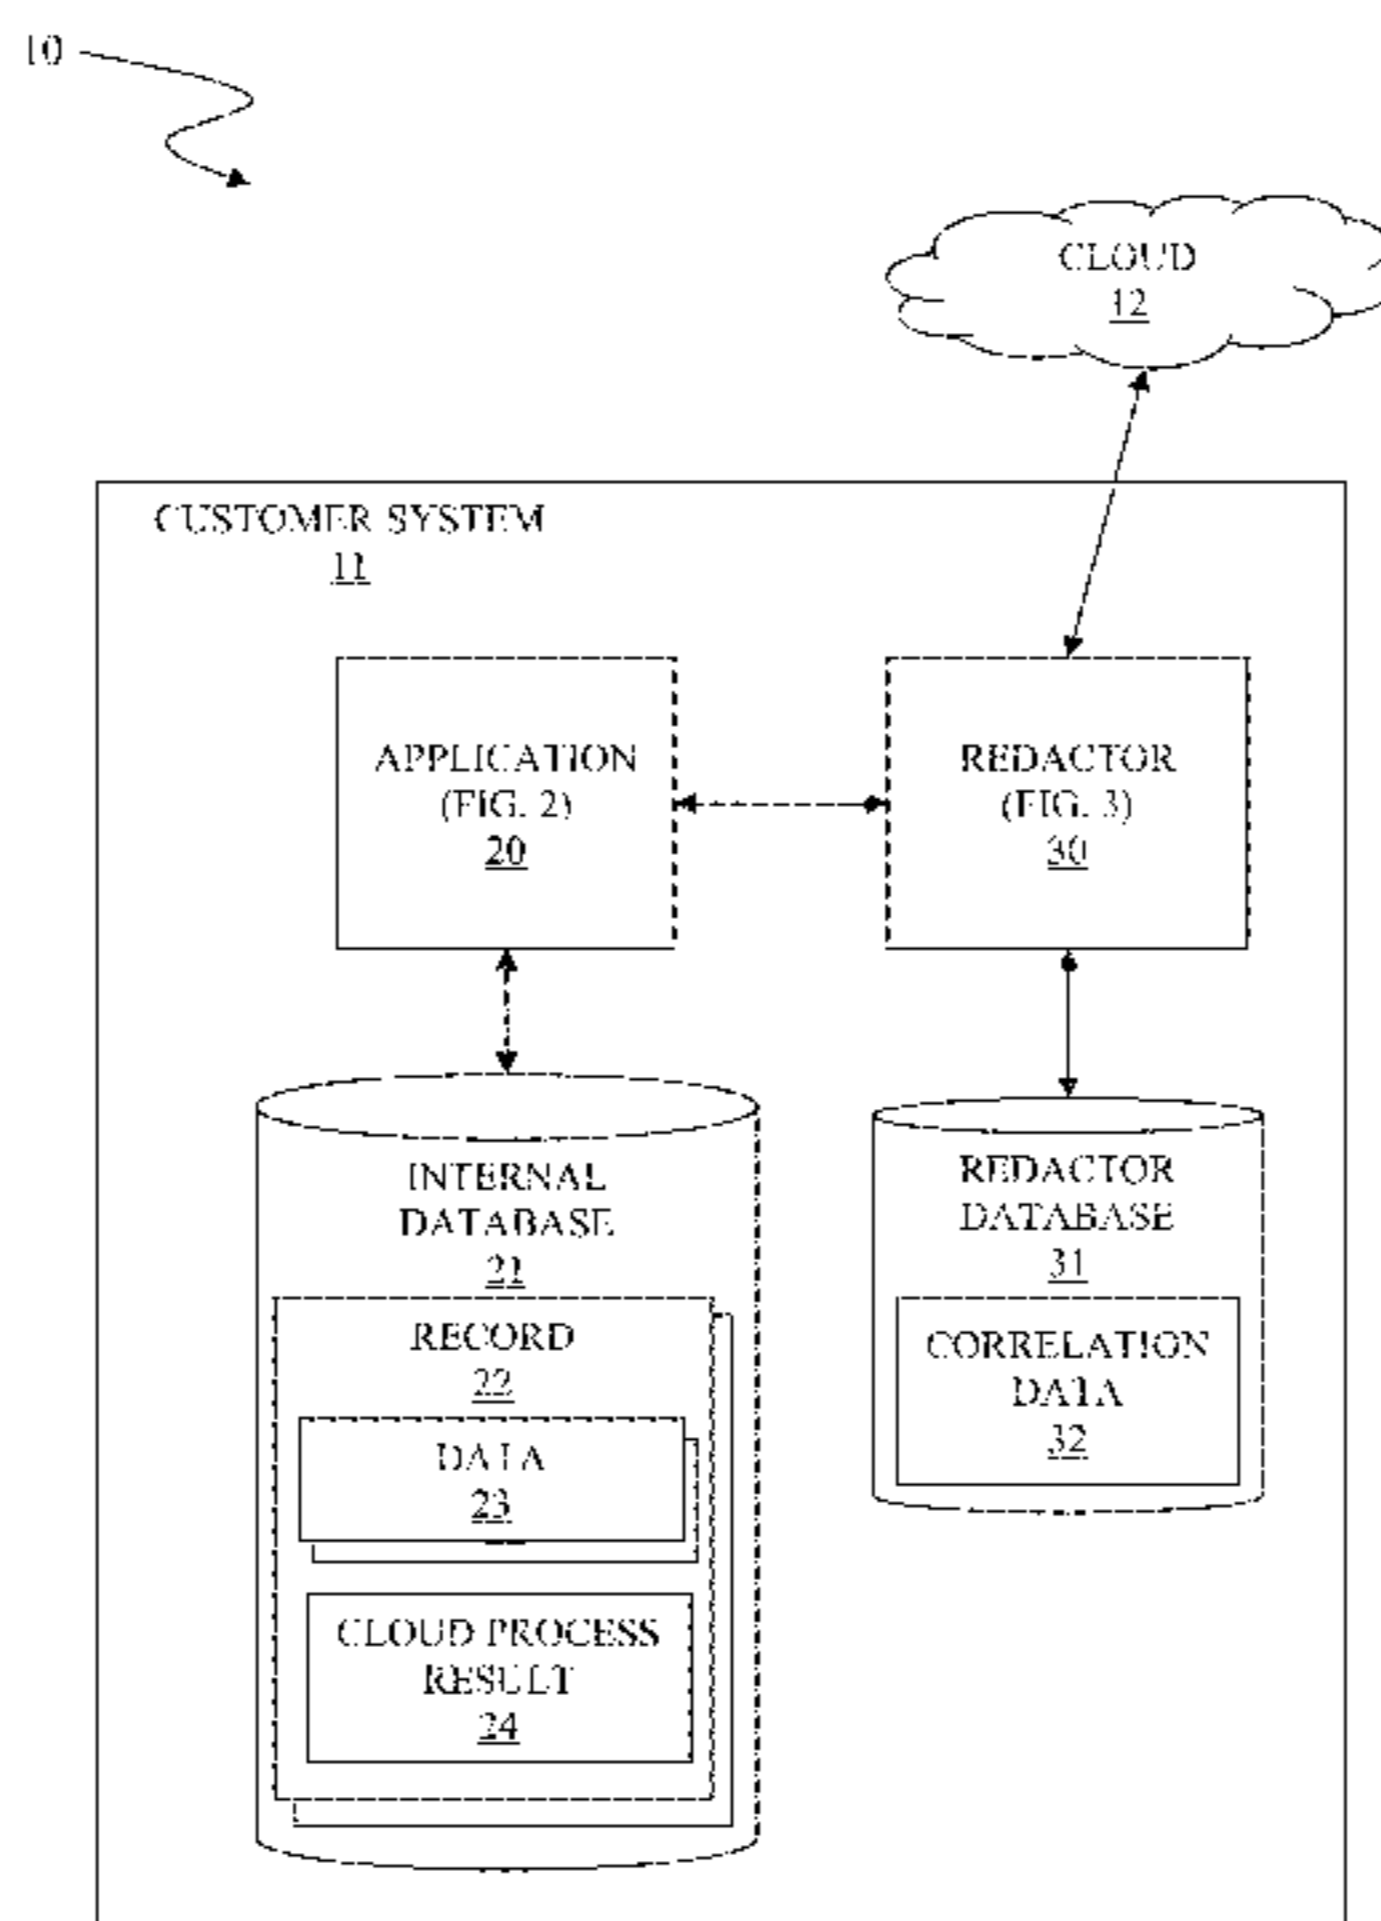 10
CLOUD
12
CUSTOMER SYSTEM
11
APPLICATION
(FIG. 2)
20
REDACTOR
(FIG. 3)
30
INTERNAL
DATABASE
21
RECORD
22
DATA
23
CLOUD PROCESS
RESULT
24
REDACTOR
DATABASE
31
CORRELATION
DATA
32